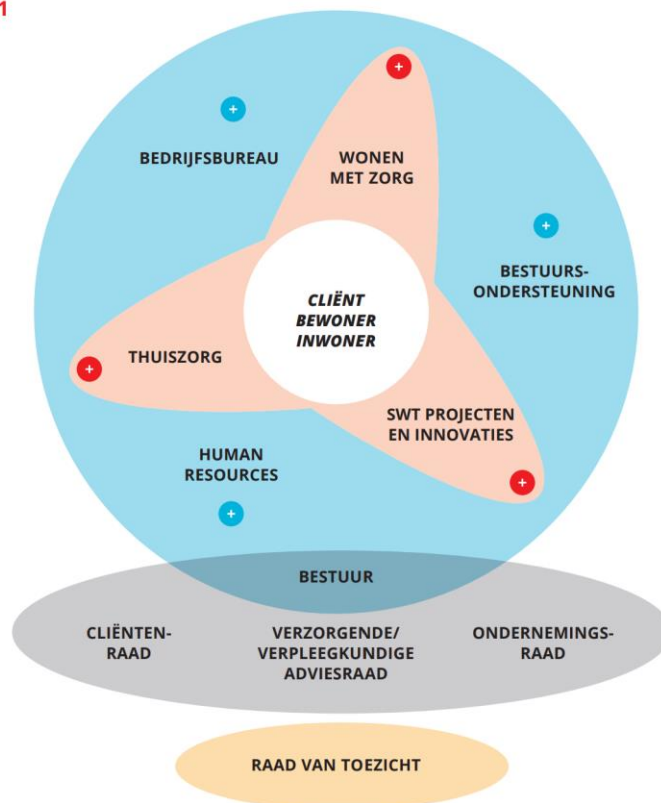 1
+
+
BEDRIJFSBUREAU
WONEN
MET ZORG
+
BESTUURS-
ONDERSTEUNING
CLIËNT
BEWONER
INWONER
THUISZORG
+
SWT PROJECTEN
EN INNOVATIES
HUMAN
RESOURCES
+
+
BESTUUR
CLIËNTEN-
RAAD
VERZORGENDE/
VERPLEEGKUNDIGE
ADVIESRAAD
ONDERNEMINGS-
RAAD
RAAD VAN TOEZICHT